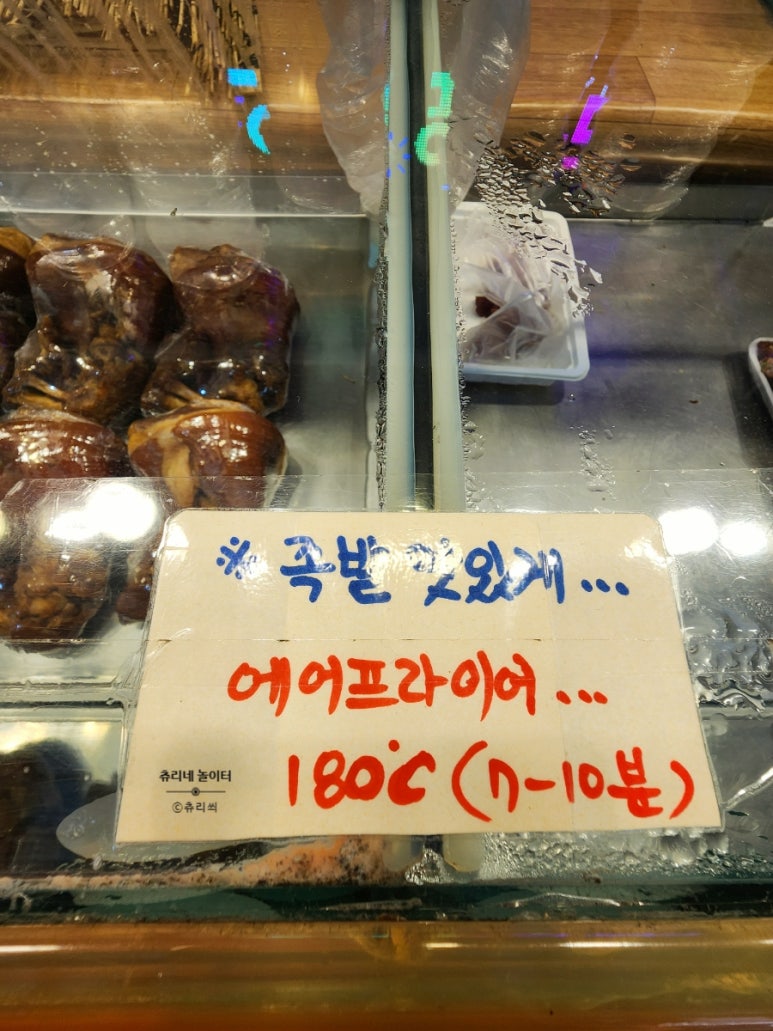 ※ 족발 맛있게...
에어프라이어...
180℃ (7-10분)
츄리네 놀이터
©츄리씌